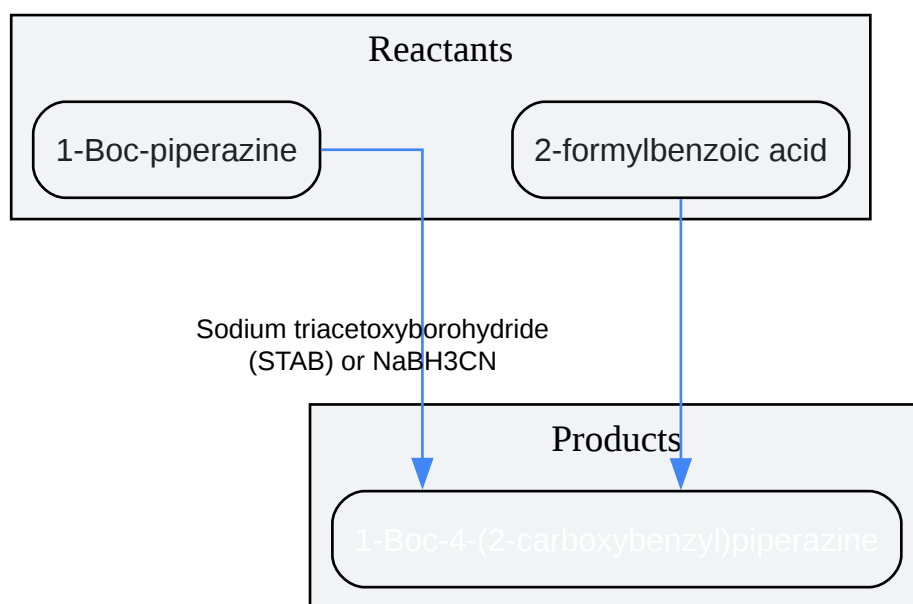 Reactants
1-Boc-piperazine
2-formylbenzoic acid
Sodium triacetoxyborohydride
(STAB) or NaBH3CN
Products
1-Boc-4-(2-carboxybenzyl)piperazine